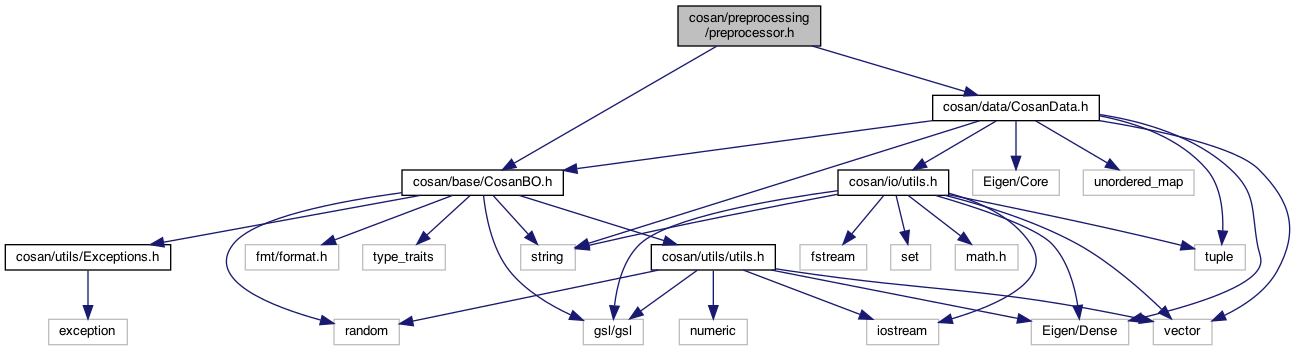 cosan/preprocessing
/preprocessor.h
cosan/data/CosanData.h
cosan/base/CosanBO.h
cosan/io/utils.h
Eigen/Core
unordered_map
cosan/utils/Exceptions.h
fmt/format.h
type_traits
string
cosan/utils/utils.h
fstream
set
math.h
tuple
exception
random
gsl/gsl
numeric
iostream
Eigen/Dense
vector